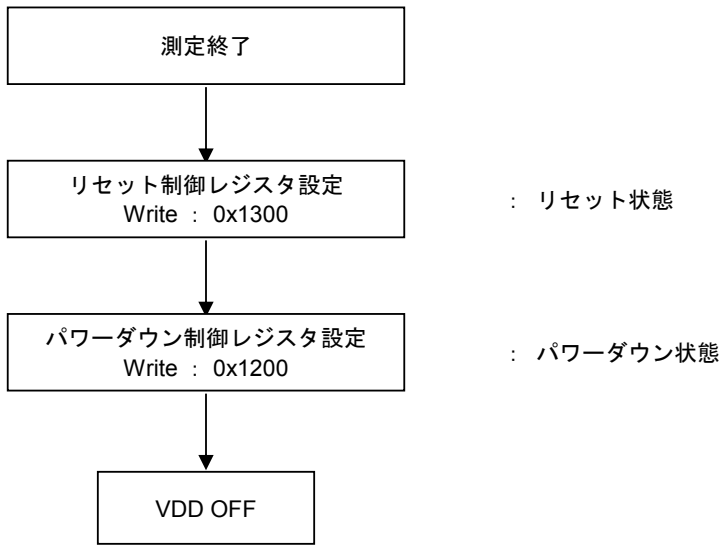 測定終了
リセット制御レジスタ設定
Write : 0x1300
: リセット状態
パワーダウン制御レジスタ設定
Write : 0x1200
: パワーダウン状態
VDD OFF